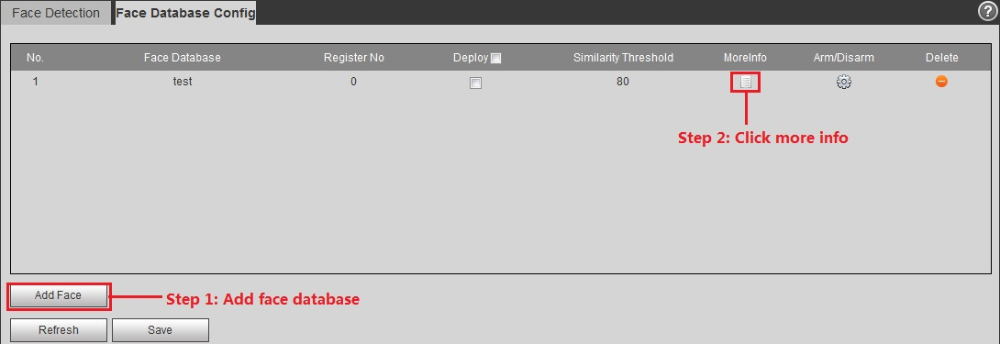 Face Detection Face Database Config ?
No. Face Database Register No Deploy Similarity Threshold MoreInfo Arm/Disarm Delete
1 test 0 80
Step 2: Click more info
Add Face Step 1: Add face database
Refresh Save